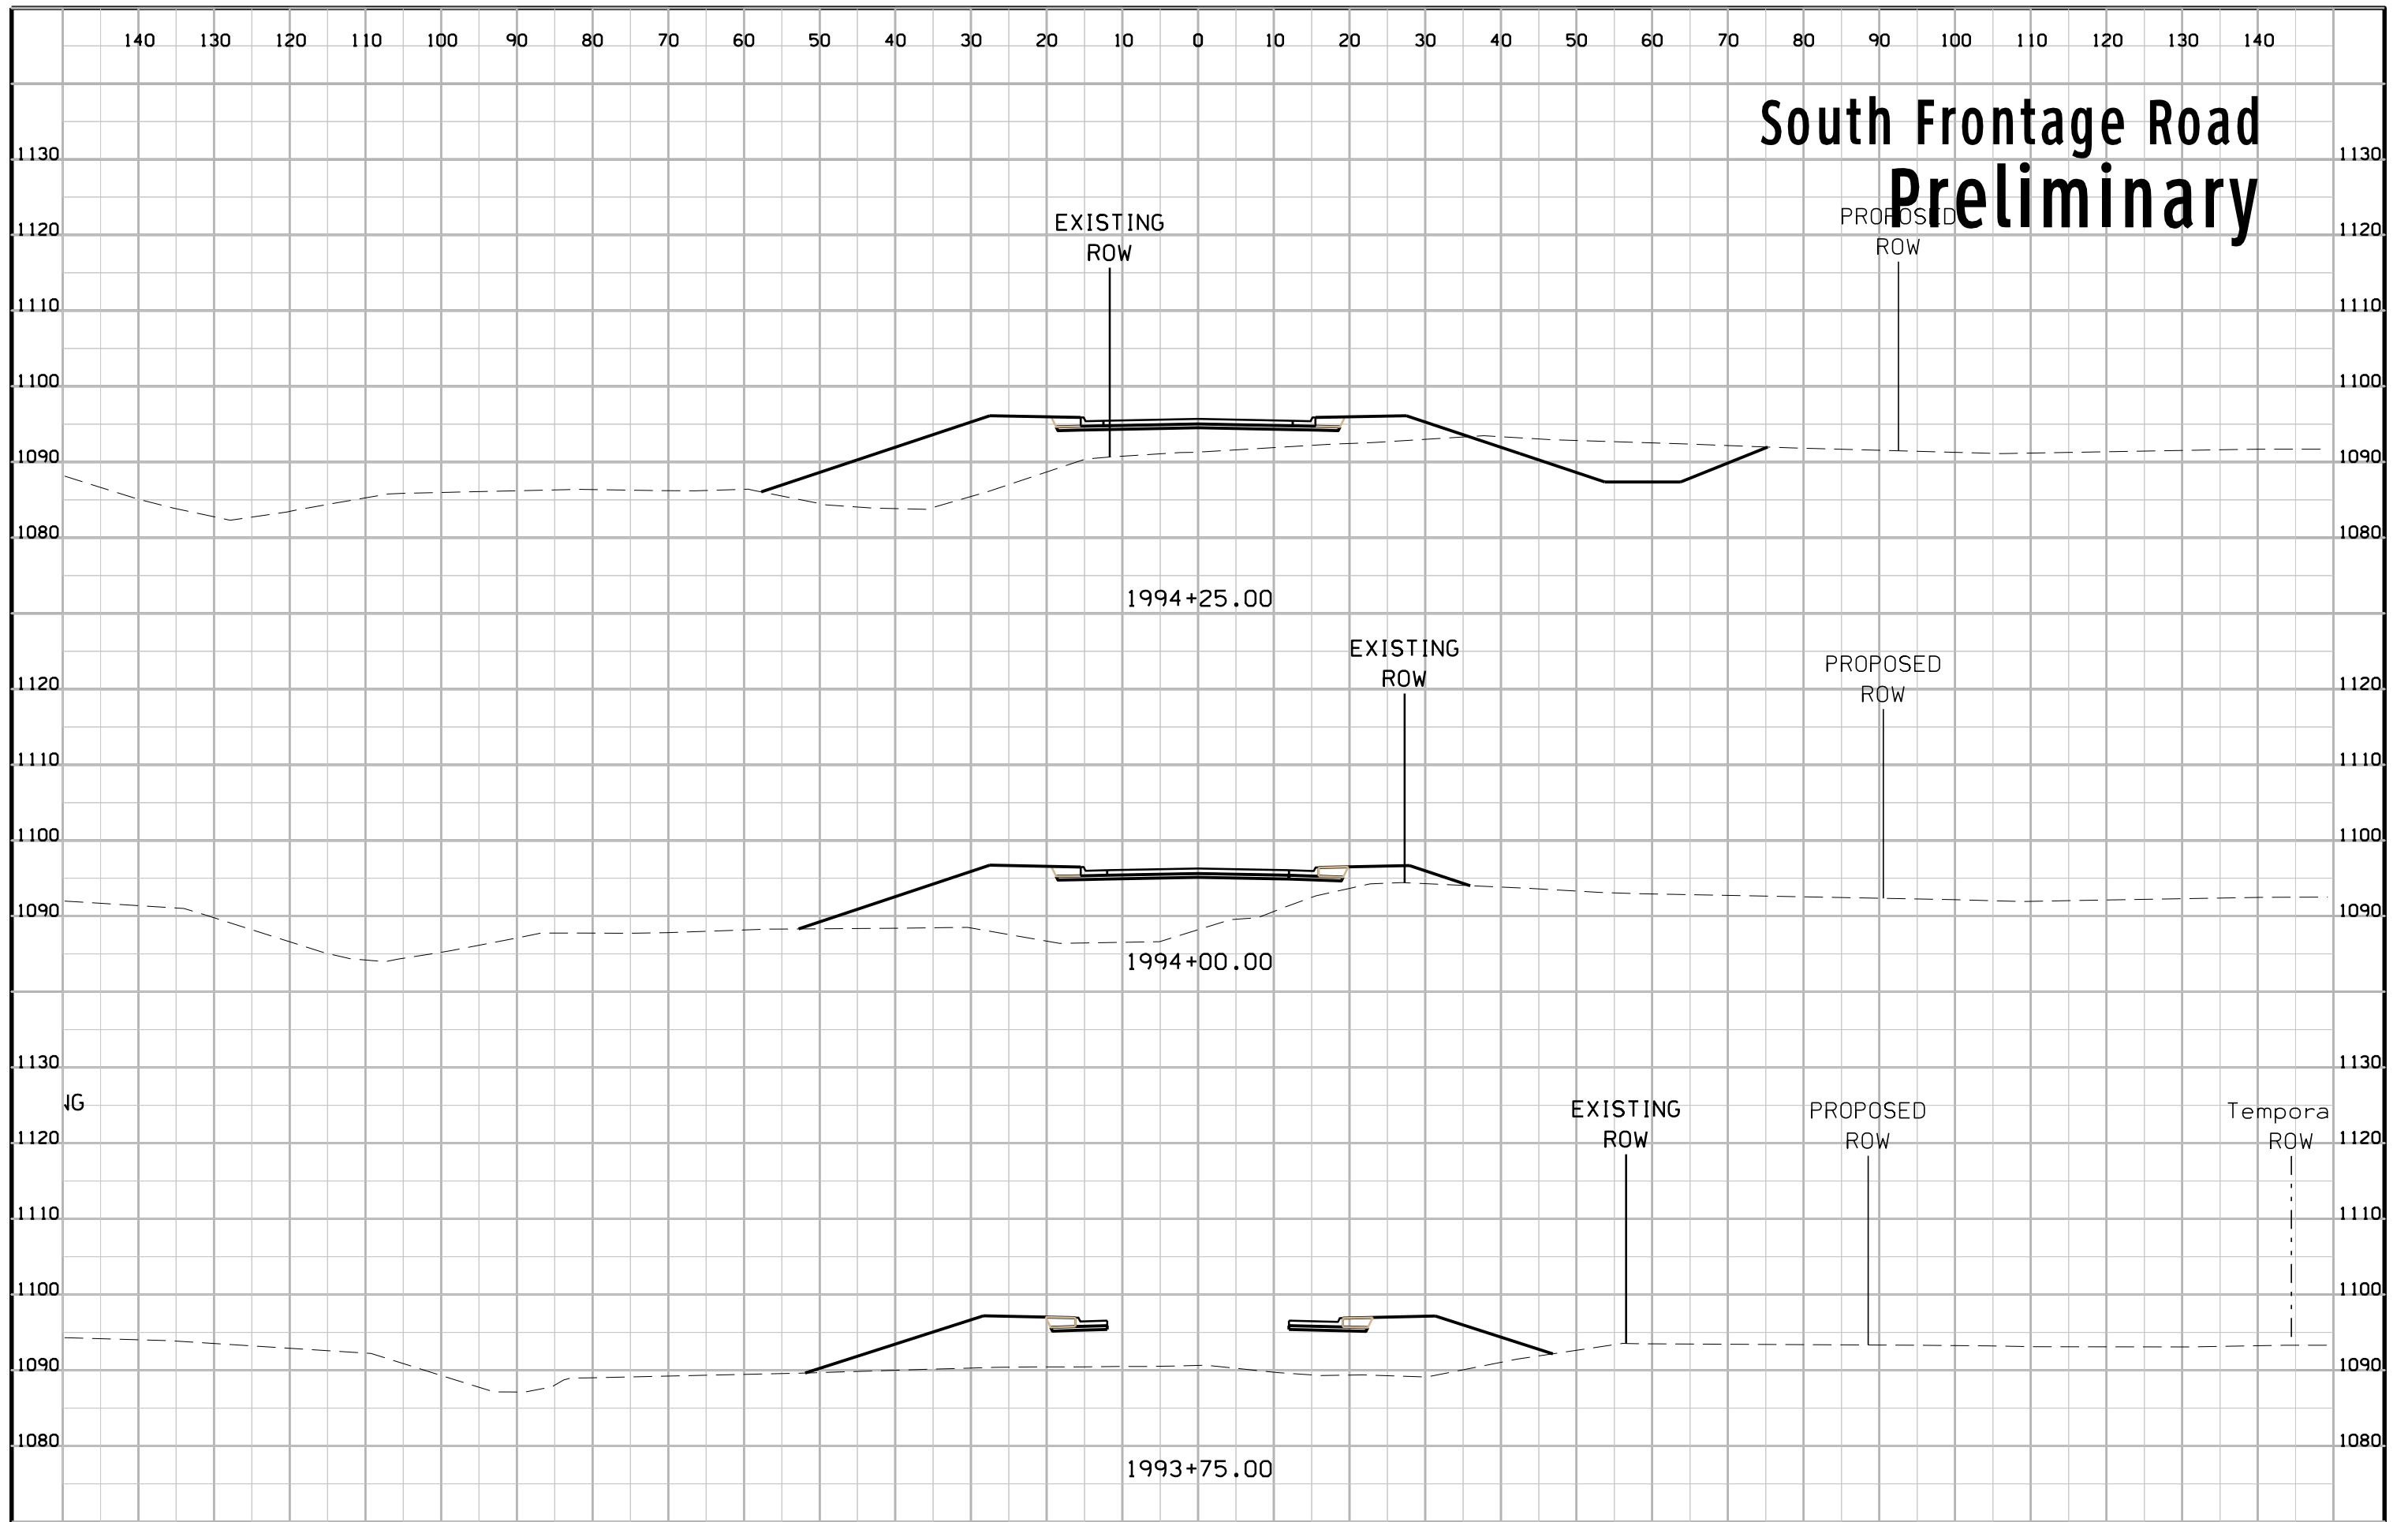 140 130 120 110 100 90 80 70 60 50 40 30 20 10 0 10 20 30 40 50 60 70 80 90 100 110 120 130 140
South Frontage Road
Preliminary
1130 1130
EXISTING PROPOSED
ROW ROW
1120 1120
1110 1110
1100 1100
1090 1090
1080 1080
1994+25.00
EXISTING PROPOSED
ROW ROW
1120 1120
1110 1110
1100 1100
1090 1090
1994+00.00
1130 1130
NG EXISTING PROPOSED Tempora
ROW ROW ROW
1120 1120
1110 1110
1100 1100
1090 1090
1080 1080
1993+75.00